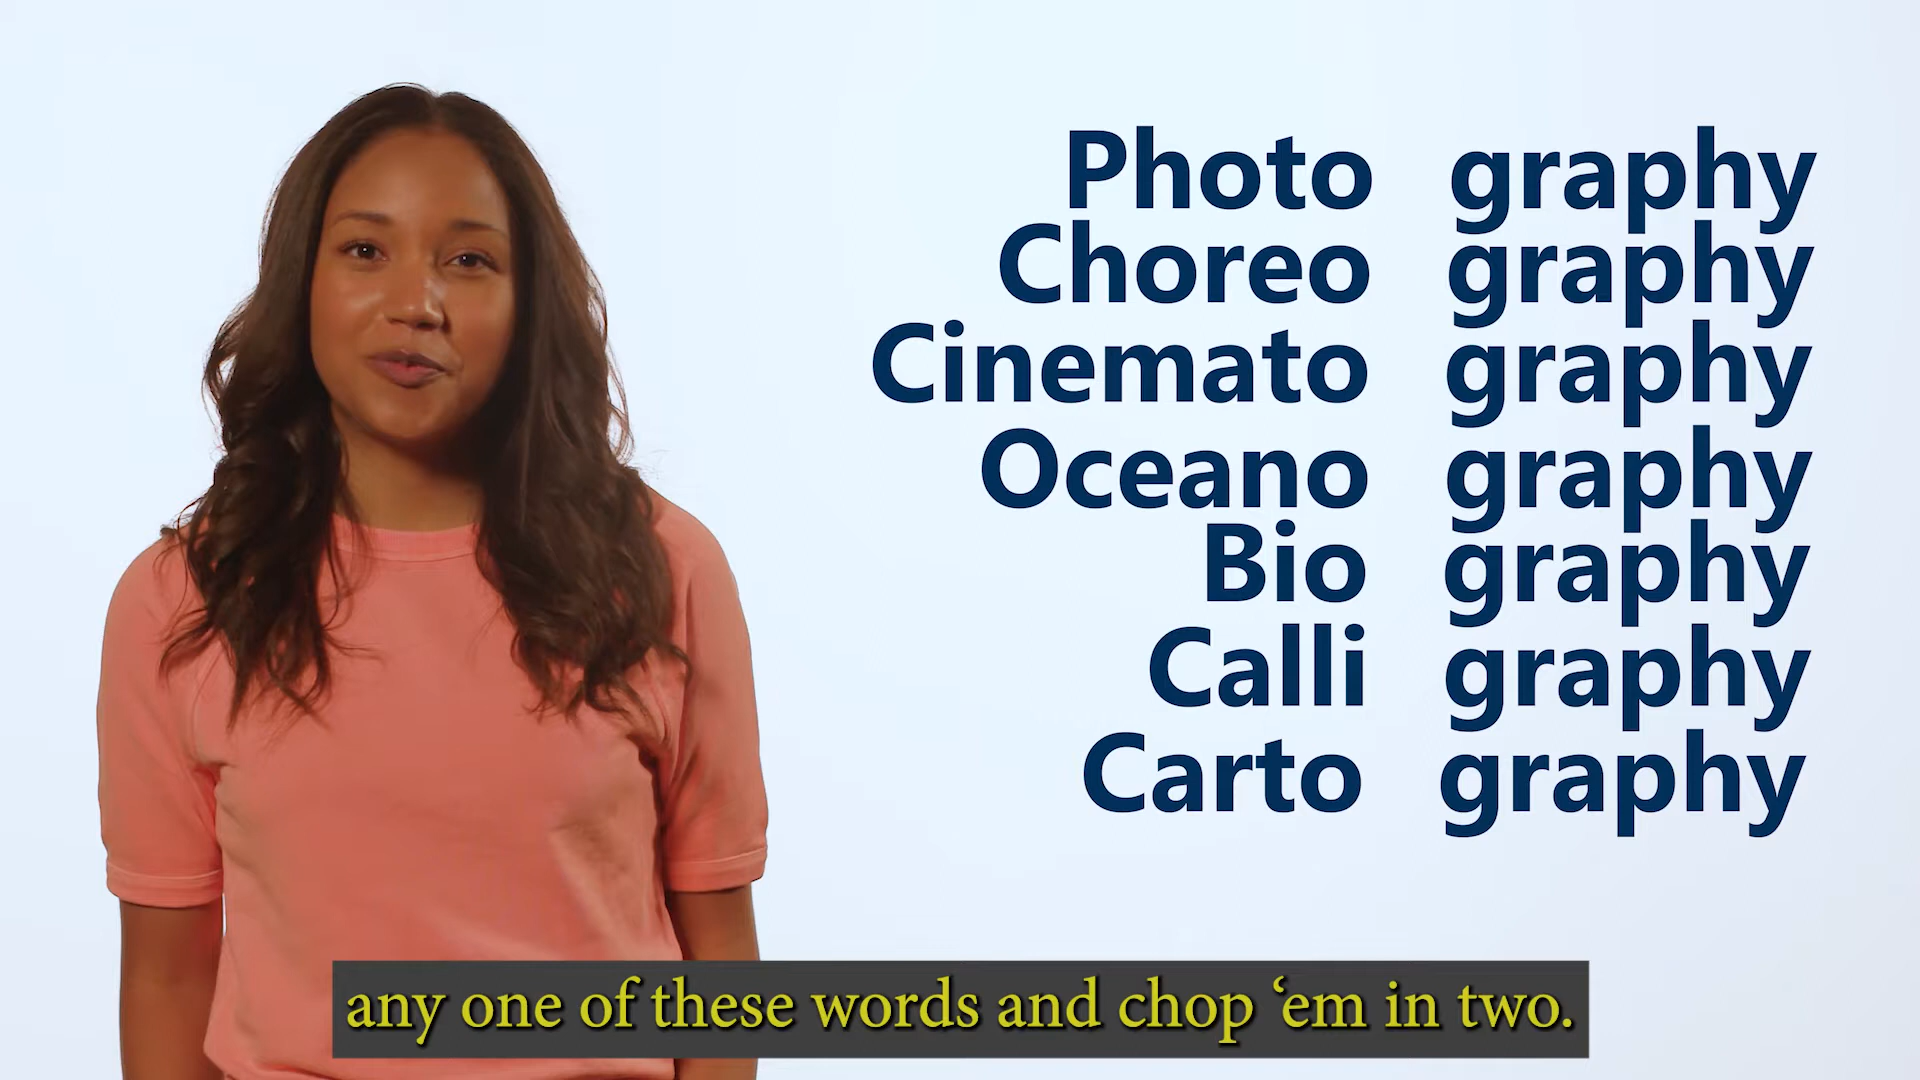 Photo graphy
Choreo graphy
Cinemato graphy
Oceano graphy
Bio graphy
Calli graphy
Carto graphy
any one of these words and chop ‘em in two.